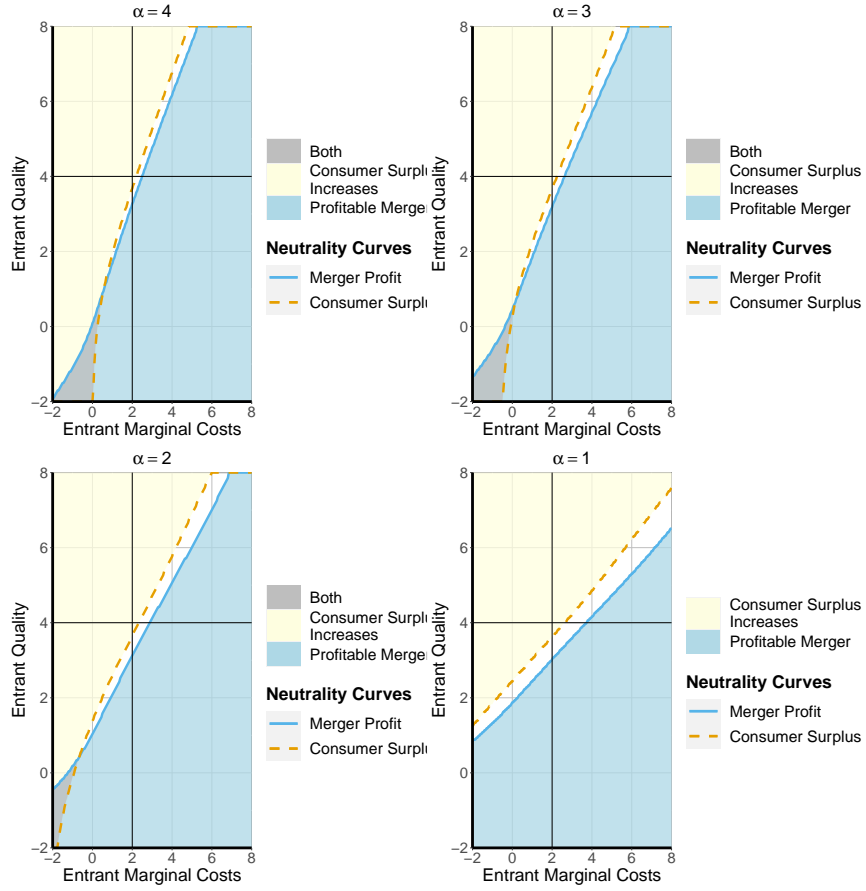 α = 4
8
6
4
2
0
−2
−2 0 2 4 6 8
Entrant Marginal Costs
Entrant Quality
Both
Consumer Surplu
Increases
Profitable Merger
Neutrality Curves
Merger Profit
Consumer Surplu
α = 3
8
6
4
2
0
−2
−2 0 2 4 6 8
Entrant Marginal Costs
Entrant Quality
Both
Consumer Surplus
Increases
Profitable Merger
Neutrality Curves
Merger Profit
Consumer Surplus
α = 2
8
6
4
2
0
−2
−2 0 2 4 6 8
Entrant Marginal Costs
Entrant Quality
Both
Consumer Surplu
Increases
Profitable Merger
Neutrality Curves
Merger Profit
Consumer Surplu
α = 1
8
6
4
2
0
−2
−2 0 2 4 6 8
Entrant Marginal Costs
Entrant Quality
Consumer Surplus
Increases
Profitable Merger
Neutrality Curves
Merger Profit
Consumer Surplus